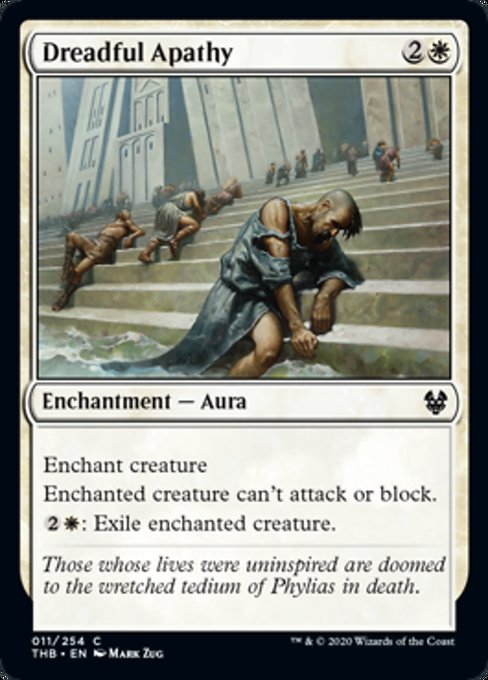 Dreadful Apathy 2
Enchantment — Aura
Enchant creature
Enchanted creature can't attack or block.
2: Exile enchanted creature.
Those whose lives were uninspired are doomed
to the wretched tedium of Phylias in death.
011/254 C
THB • EN Mark Zug
™ & © 2020 Wizards of the Coast